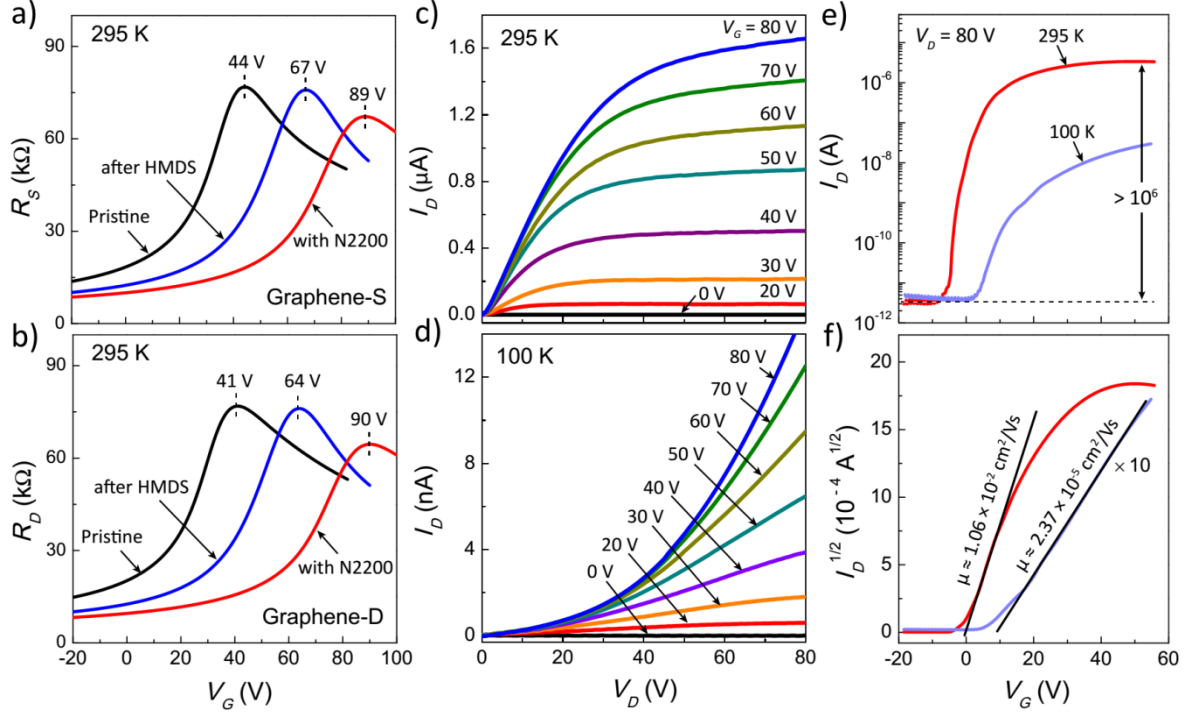 a)
295 K
44 V
67 V
89 V
after HMDS
Pristine
with N2200
Graphene-S
R_S (kΩ)
90
60
30
0
b)
295 K
41 V
64 V
90 V
after HMDS
Pristine
with N2200
Graphene-D
R_D (kΩ)
90
60
30
0
-20 0 20 40 60 80 100
V_G (V)
c)
295 K
V_G = 80 V
70 V
60 V
50 V
40 V
30 V
20 V
0 V
I_D (μA)
1.6
1.2
0.8
0.4
0.0
d)
100 K
80 V
70 V
60 V
50 V
40 V
30 V
20 V
0 V
I_D (nA)
12
8
4
0
0 20 40 60 80
V_D (V)
e)
V_D = 80 V
295 K
100 K
> 10⁶
I_D (A)
10⁻⁶
10⁻⁸
10⁻¹⁰
10⁻¹²
-20 0 20 40 60
f)
μ ≈ 1.06 × 10⁻² cm²/Vs
μ ≈ 2.37 × 10⁻⁵ cm²/Vs
× 10
I_D^1/2 (10⁻⁴ A^1/2)
20
15
10
5
0
-20 0 20 40 60
V_G (V)